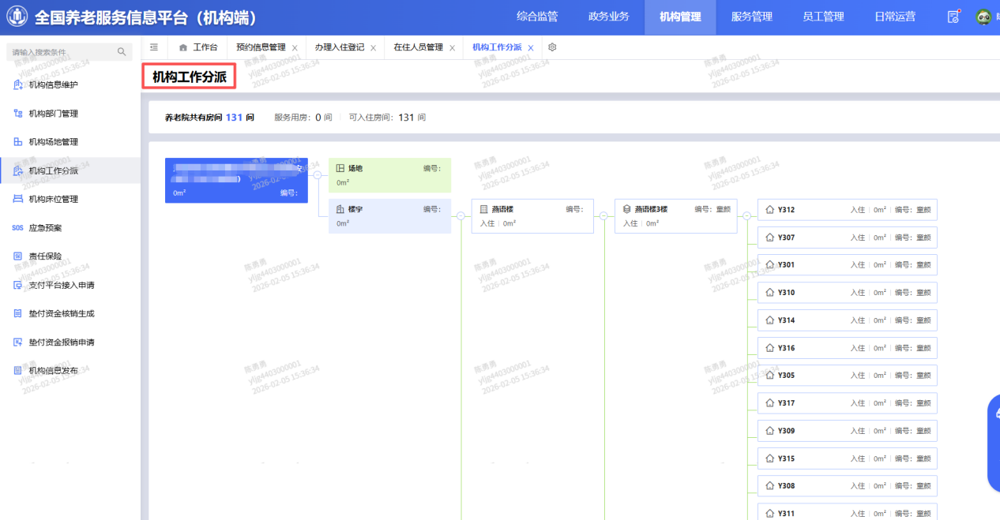 全国养老服务信息平台（机构端）
综合监管 政务业务 机构管理 服务管理 员工管理 日常运营
请输入搜索条件
工作台 预约信息管理 办理入住登记 在住人员管理 机构工作分派
机构工作分派
机构信息维护
机构部门管理
机构场地管理
机构工作分派
机构床位管理
SOS 应急预案
责任保险
支付平台接入申请
垫付资金核销生成
垫付资金报销申请
机构信息发布
养老院共有房间 131 间 服务用房：0 间 可入住房间：131 间
0m² 编号：
场地 编号：
0m²
楼宇 编号：
0m²
燕语楼 编号：
入住 0m²
燕语楼3楼 编号：童颜
入住 0m²
Y312 入住 0m² 编号：童颜
Y307 入住 0m² 编号：童颜
Y301 入住 0m² 编号：童颜
Y310 入住 0m² 编号：童颜
Y314 入住 0m² 编号：童颜
Y316 入住 0m² 编号：童颜
Y305 入住 0m² 编号：童颜
Y317 入住 0m² 编号：童颜
Y309 入住 0m² 编号：童颜
Y315 入住 0m² 编号：童颜
Y308 入住 0m² 编号：童颜
Y311 入住 0m² 编号：童颜
陈勇勇
yljg4403000001
2026-02-05 15:36:34